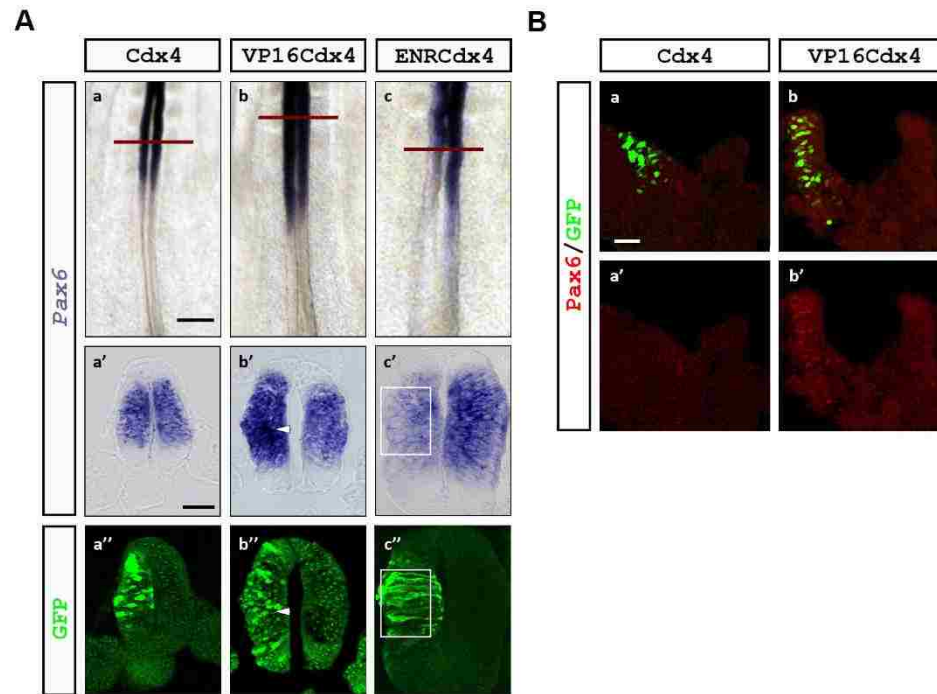 A
B
Cdx4
VP16Cdx4
ENRCdx4
Cdx4
VP16Cdx4
Pax6
a
b
c
a'
b'
c'
GFP
a''
b''
c''
Pax6/GFP
a
b
a'
b'